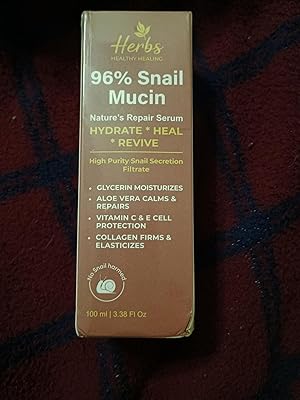 Herbs
HEALTHY HEALING
96% Snail
Mucin
Nature's Repair Serum
HYDRATE * HEAL
* REVIVE
High Purity Snail Secretion
Filtrate
• GLYCERIN MOISTURIZES
• ALOE VERA CALMS &
REPAIRS
• VITAMIN C & E CELL
PROTECTION
• COLLAGEN FIRMS &
ELASTICIZES
No Snail harmed
100 ml | 3.38 Fl Oz